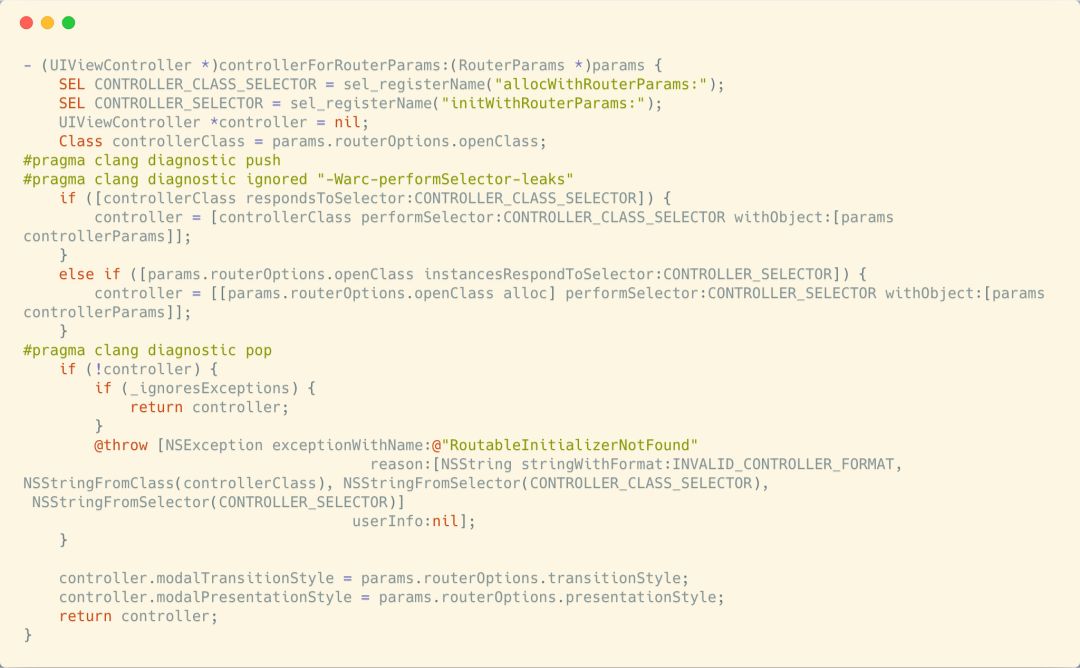 - (UIViewController *)controllerForRouterParams:(RouterParams *)params {
    SEL CONTROLLER_CLASS_SELECTOR = sel_registerName("allocWithRouterParams:");
    SEL CONTROLLER_SELECTOR = sel_registerName("initWithRouterParams:");
    UIViewController *controller = nil;
    Class controllerClass = params.routerOptions.openClass;
#pragma clang diagnostic push
#pragma clang diagnostic ignored "-Warc-performSelector-leaks"
    if ([controllerClass respondsToSelector:CONTROLLER_CLASS_SELECTOR]) {
        controller = [controllerClass performSelector:CONTROLLER_CLASS_SELECTOR withObject:[params
controllerParams]];
    }
    else if ([params.routerOptions.openClass instancesRespondToSelector:CONTROLLER_SELECTOR]) {
        controller = [[params.routerOptions.openClass alloc] performSelector:CONTROLLER_SELECTOR withObject:[params
controllerParams]];
    }
#pragma clang diagnostic pop
    if (!controller) {
        if (_ignoresExceptions) {
            return controller;
        }
        @throw [NSException exceptionWithName:@"RoutableInitializerNotFound"
                                       reason:[NSString stringWithFormat:INVALID_CONTROLLER_FORMAT,
NSStringFromClass(controllerClass), NSStringFromSelector(CONTROLLER_CLASS_SELECTOR),
 NSStringFromSelector(CONTROLLER_SELECTOR)]
                                     userInfo:nil];
    }

    controller.modalTransitionStyle = params.routerOptions.transitionStyle;
    controller.modalPresentationStyle = params.routerOptions.presentationStyle;
    return controller;
}